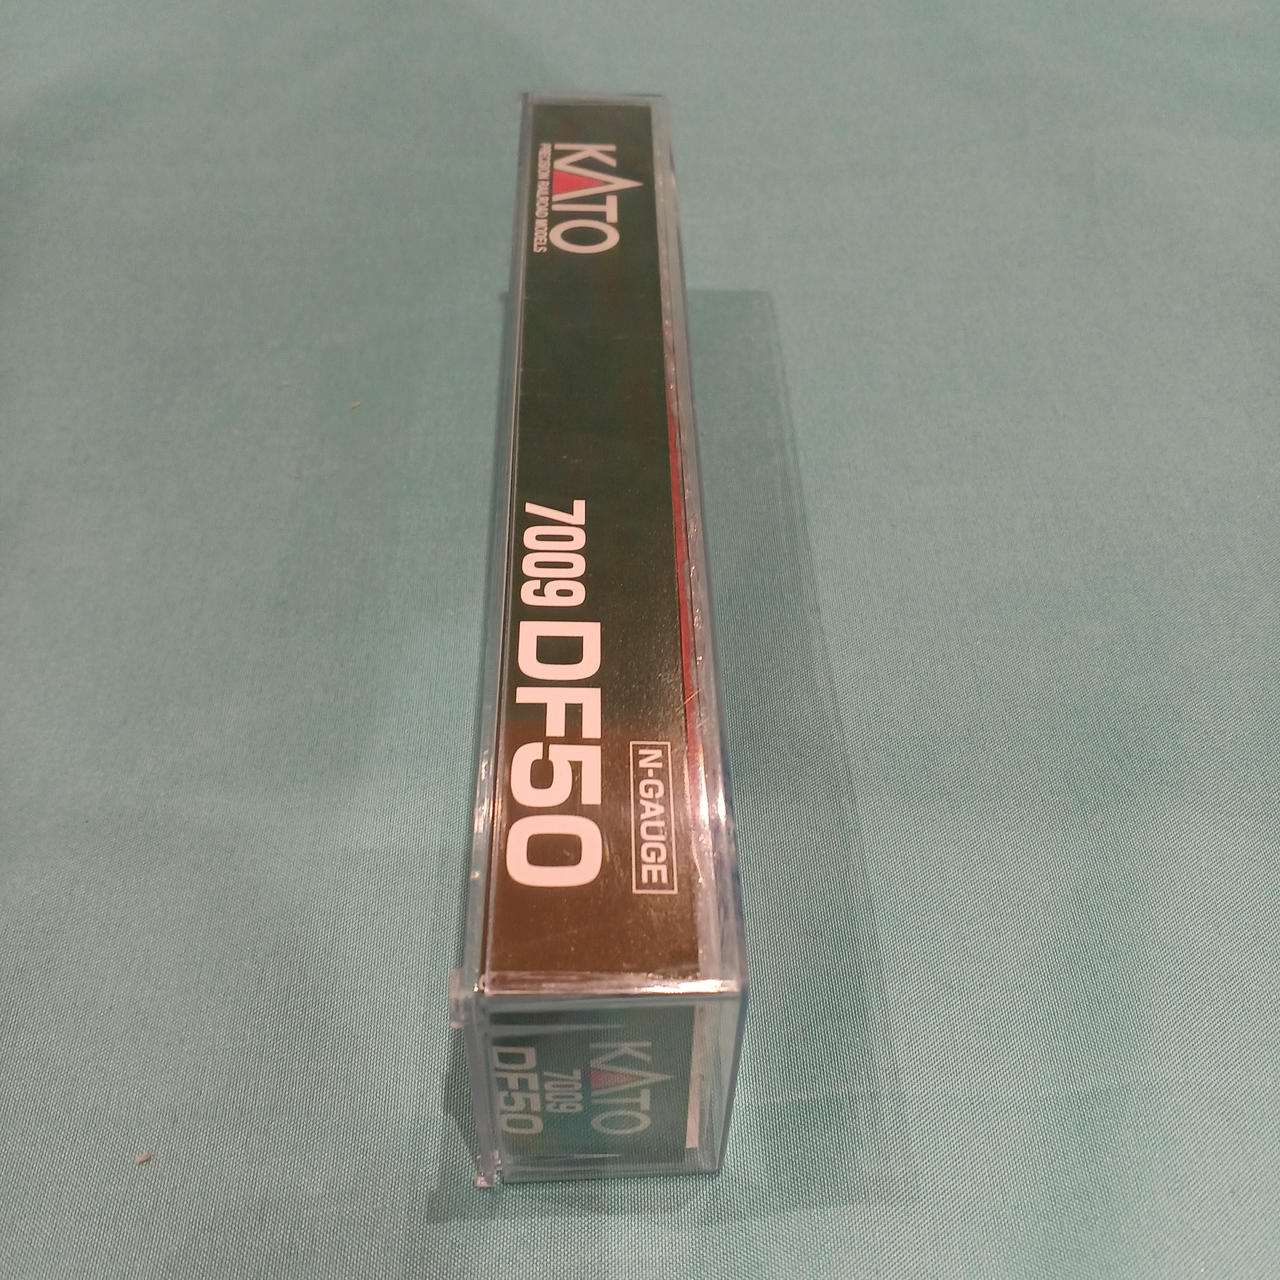 KATO
PRECISION RAILROAD MODELS
7009 DF50
N-GAUGE
KATO
7009
DF50